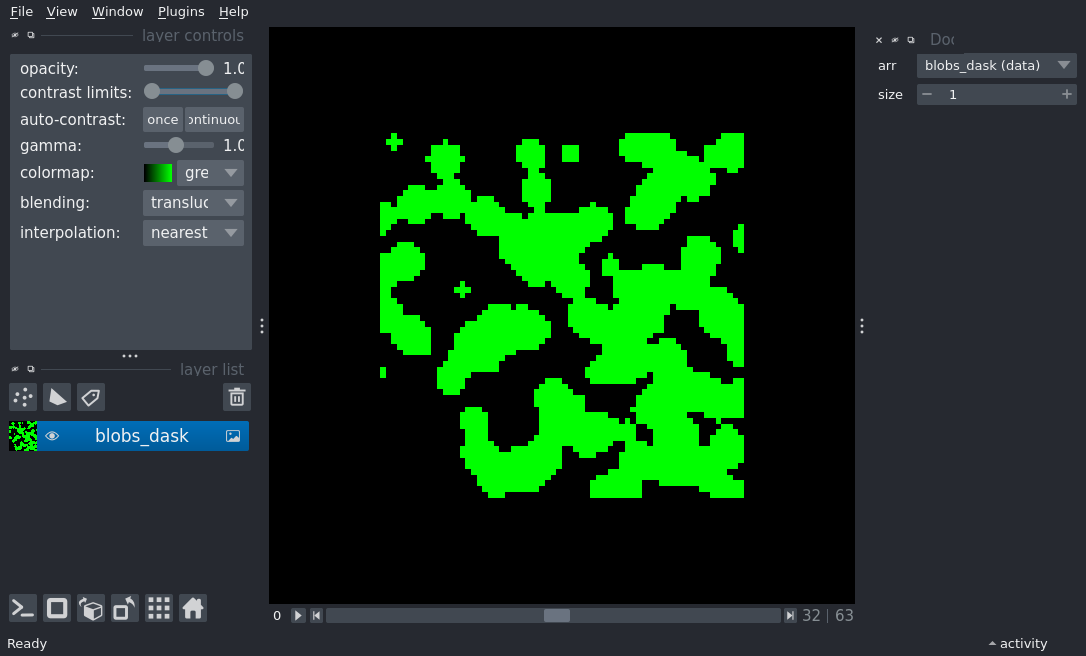 File View Window Plugins Help
layer controls
opacity: 1.0
contrast limits:
auto-contrast: once ontinuou
gamma: 1.0
colormap: gre
blending: transluc
interpolation: nearest
layer list
blobs_dask
0 32 | 63
Ready
activity
Doc
arr blobs_dask (data)
size 1